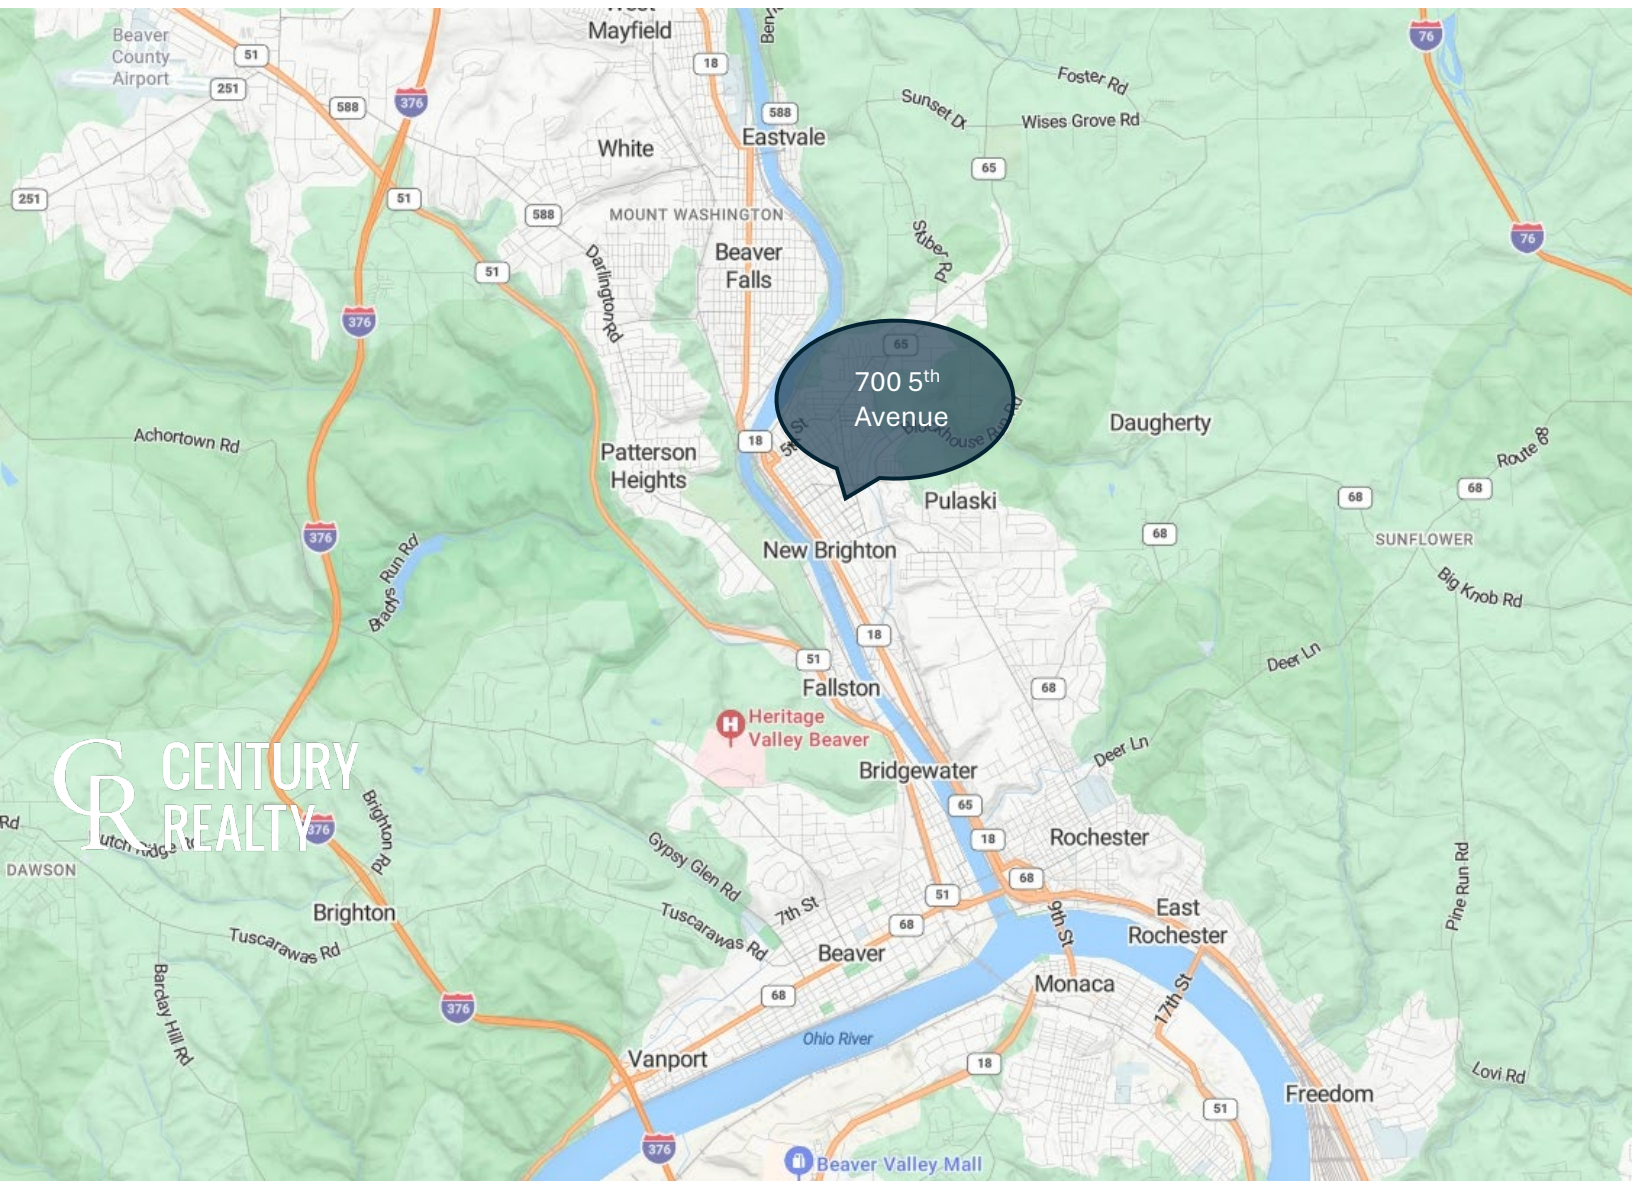 West
Mayfield
Beaver
County
Airport
51
251
588
376
18
588
Eastvale
White
Foster Rd
Wises Grove Rd
65
76
76
251
51
588
MOUNT WASHINGTON
Beaver
Falls
51
Darlington Rd
376
65
700 5th
Avenue
Blockhouse Run Rd
Daugherty
Achortown Rd
18
Patterson
Heights
Pulaski
Route 68
68
68
68
SUNFLOWER
376
Bradys Run Rd
New Brighton
Big Knob Rd
18
51
Deer Ln
Fallston
68
Heritage
Valley Beaver
Bridgewater
Deer Ln
CR CENTURY
REALTY
376
Rd
DAWSON
Brighton Rd
65
18
Rochester
68
Gypsy Glen Rd
51
7th St
68
9th St
East
Rochester
Pine Run Rd
Brighton
Tuscarawas Rd
Tuscarawas Rd
Beaver
Monaca
17th St
Barclay Hill Rd
376
68
Ohio River
Vanport
18
Lovi Rd
Freedom
51
376
Beaver Valley Mall